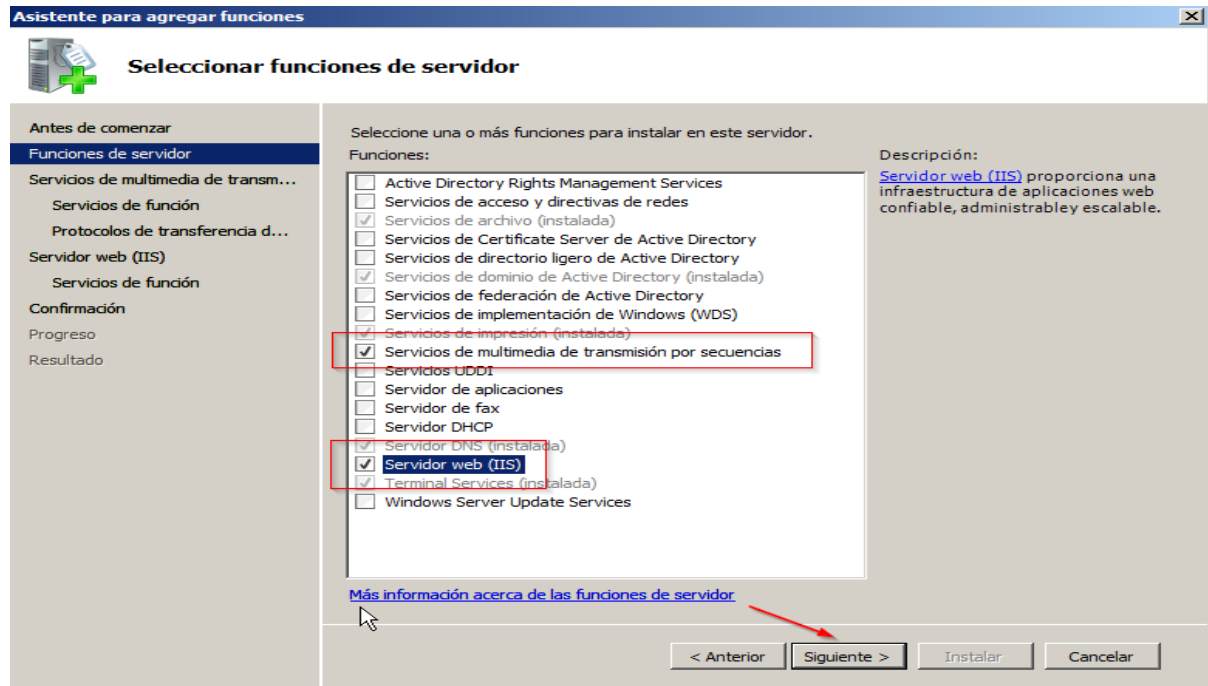 Asistente para agregar funciones
Seleccionar funciones de servidor
Antes de comenzar
Funciones de servidor
Servicios de multimedia de transm...
Servicios de función
Protocolos de transferencia d...
Servidor web (IIS)
Servicios de función
Confirmación
Progreso
Resultado
Seleccione una o más funciones para instalar en este servidor.
Funciones:
Active Directory Rights Management Services
Servicios de acceso y directivas de redes
Servicios de archivo (instalada)
Servicios de Certificate Server de Active Directory
Servicios de directorio ligero de Active Directory
Servicios de dominio de Active Directory (instalada)
Servicios de federación de Active Directory
Servicios de implementación de Windows (WDS)
Servicios de impresión (instalada)
Servicios de multimedia de transmisión por secuencias
Servicios UDDI
Servidor de aplicaciones
Servidor de fax
Servidor DHCP
Servidor DNS (instalada)
Servidor web (IIS)
Terminal Services (instalada)
Windows Server Update Services
Más información acerca de las funciones de servidor
Descripción:
Servidor web (IIS) proporciona una
infraestructura de aplicaciones web
confiable, administrable y escalable.
< Anterior
Siguiente >
Instalar
Cancelar